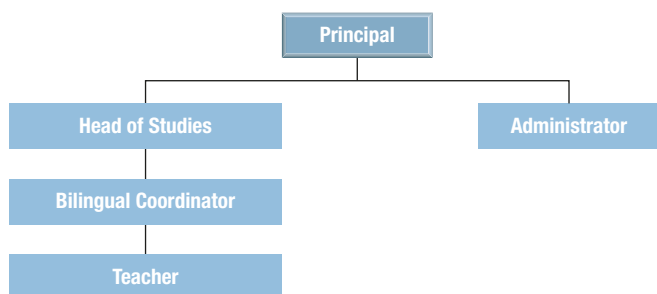 Principal
Head of Studies
Administrator
Bilingual Coordinator
Teacher